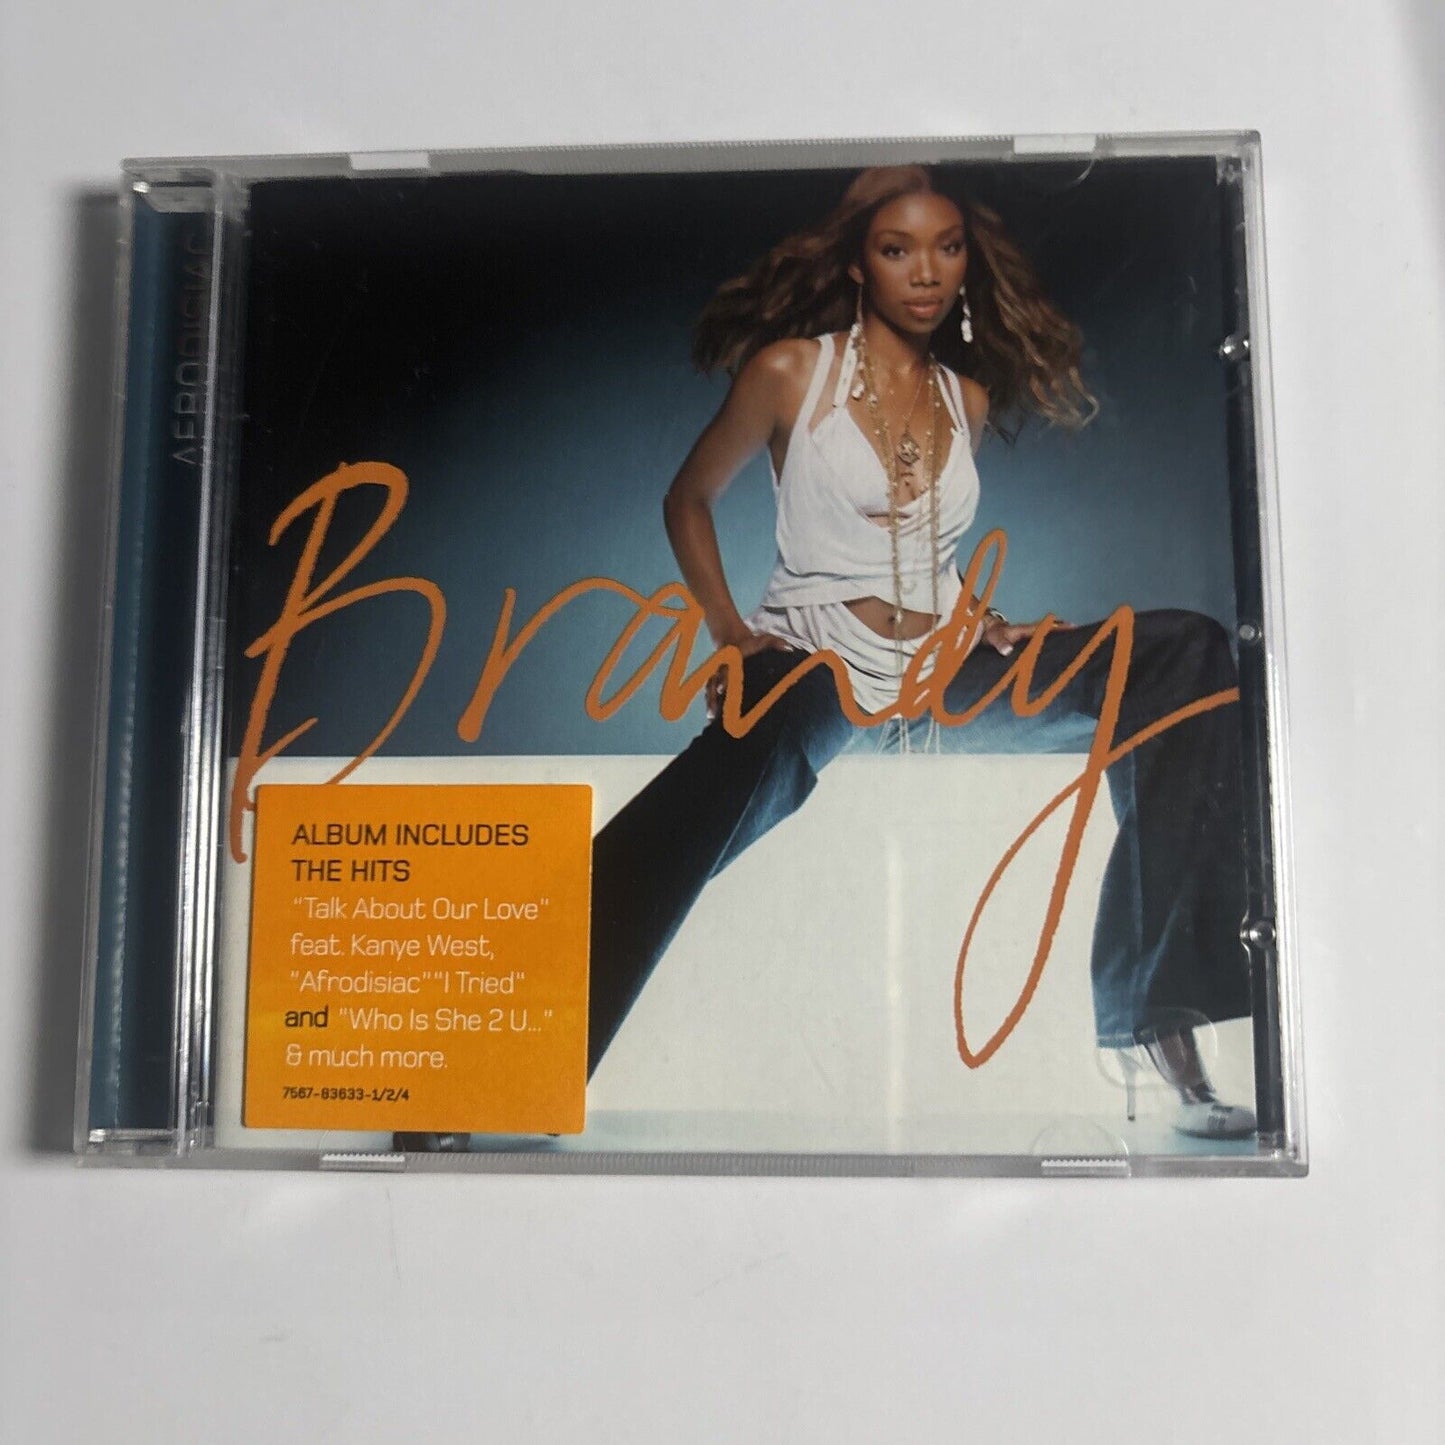 AFRODISIAC
Brandy
ALBUM INCLUDES
THE HITS
"Talk About Our Love"
feat. Kanye West,
"Afrodisiac" "I Tried"
and "Who Is She 2 U..."
& much more.
7567-83633-1/2/4